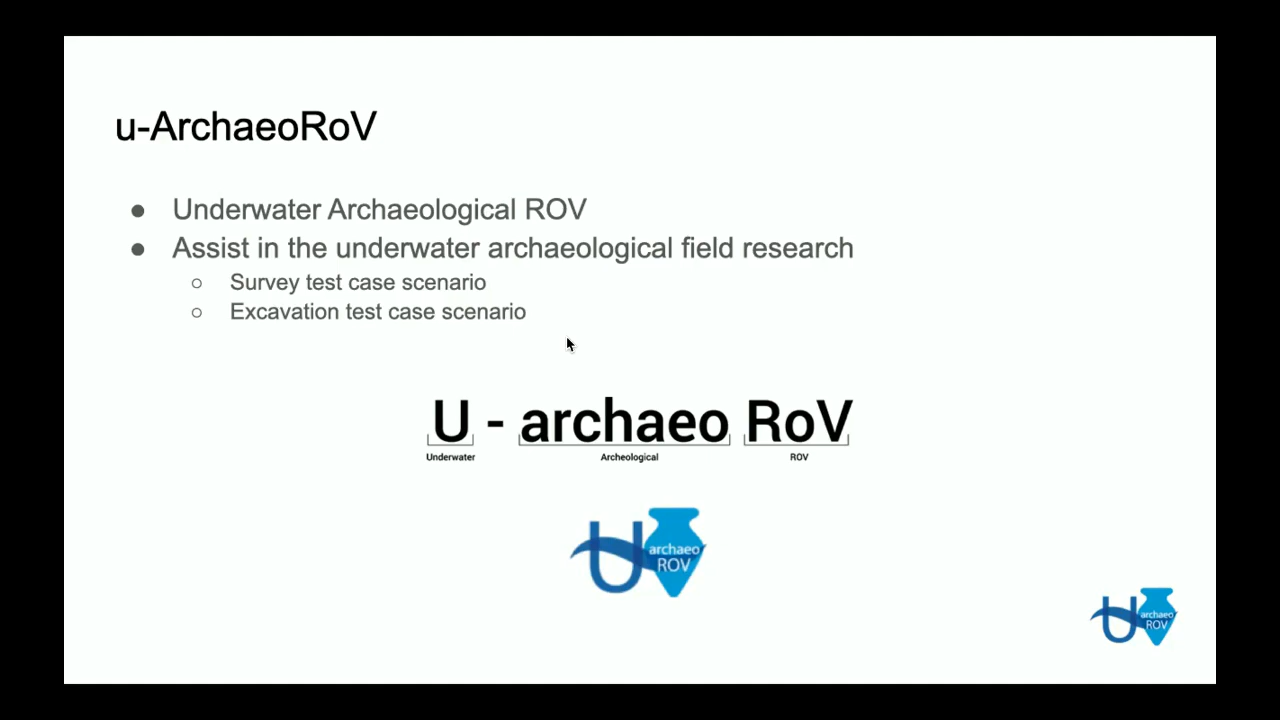 u-ArchaeoRoV
● Underwater Archaeological ROV
● Assist in the underwater archaeological field research
○ Survey test case scenario
○ Excavation test case scenario
U - archaeo RoV
Underwater Archeological ROV
U archaeo
ROV
U archaeo
ROV